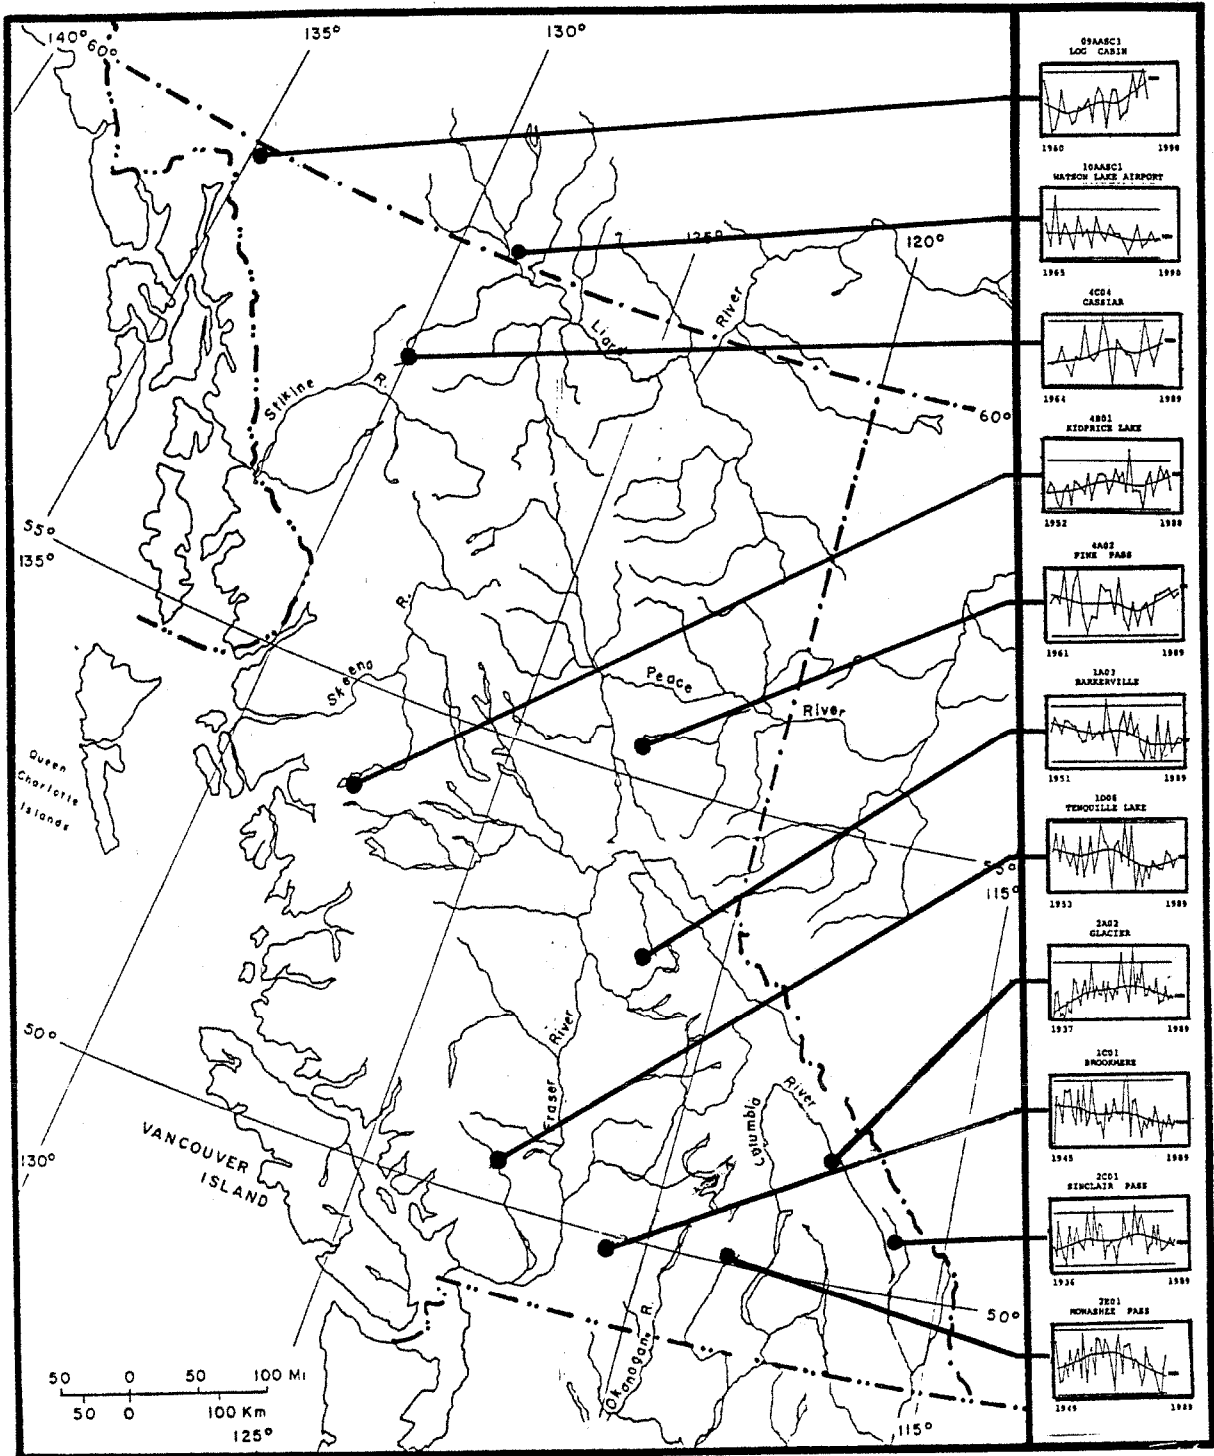 140°
60°
135°
130°
125°
120°
Liard
River
Stikine
R.
60°
55°
135°
R.
Skeena
Peace
River
Queen
Charlotte
Islands
55°
115°
50°
River
Fraser
VANCOUVER
ISLAND
130°
Columbia
River
50°
Okanagan R.
50 0 50 100 Mi
50 0 100 Km
125°
115°
09AASC1
LOG CABIN
1960 1990
10AASC1
WATSON LAKE AIRPORT
1965 1990
4C04
CASSIAR
1964 1989
4B01
KIDPRICE LAKE
1952 1988
4A02
PINE PASS
1961 1989
1A03
BARKERVILLE
1951 1989
1D06
TENQUILLE LAKE
1953 1989
2A02
GLACIER
1937 1989
1C01
BROOKMERE
1945 1989
2C01
SINCLAIR PASS
1936 1989
2E01
MONASHEE PASS
1949 1989